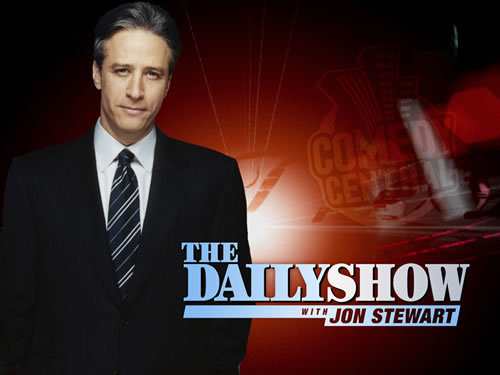 COMEDY
CENTRAL
THE
DAILYSHOW
WITH JON STEWART